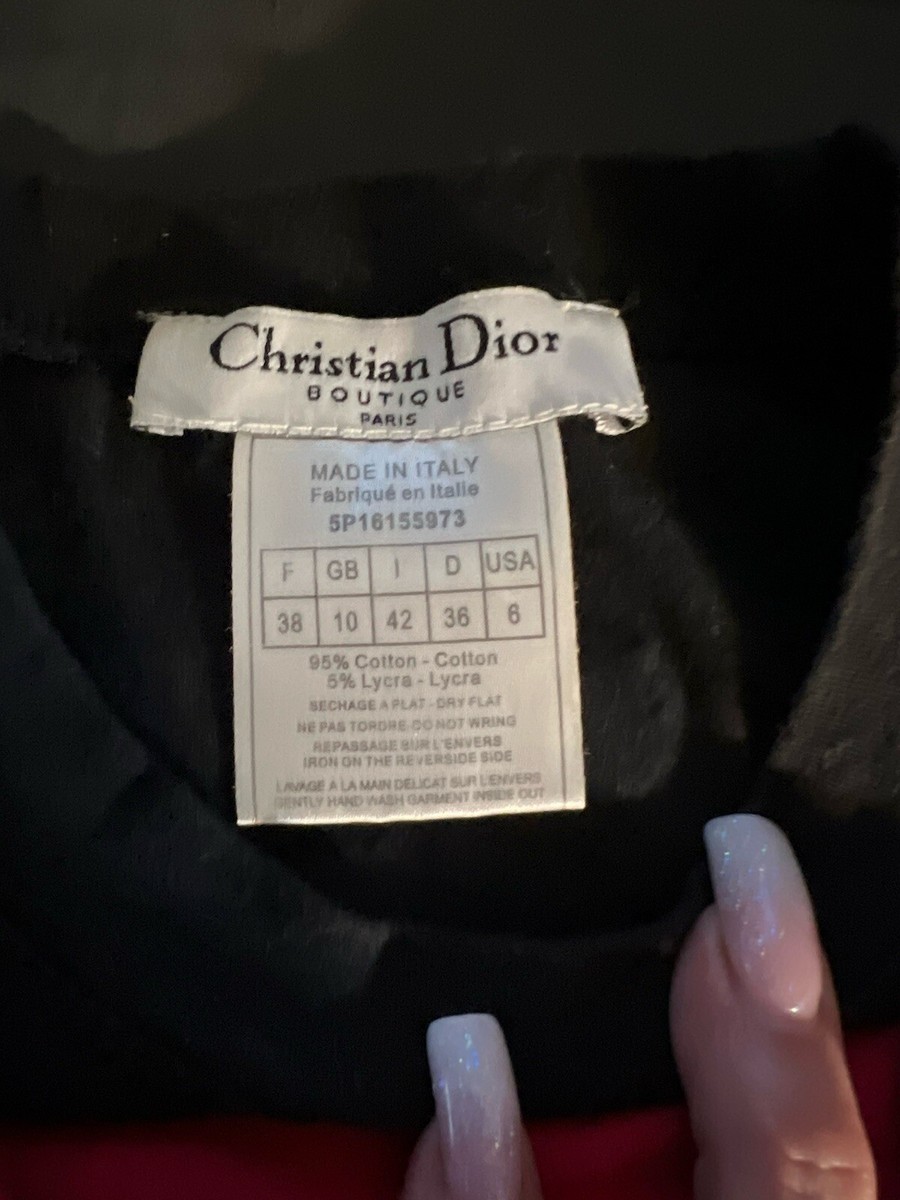 Christian Dior
BOUTIQUE
PARIS
MADE IN ITALY
Fabriqué en Italie
5P16155973
F GB I D USA
38 10 42 36 6
95% Cotton - Cotton
5% Lycra - Lycra
SECHAGE A PLAT - DRY FLAT
NE PAS TORDRE-DO NOT WRING
REPASSAGE SUR L'ENVERS
IRON ON THE REVERSIDE SIDE
LAVAGE A LA MAIN DELICAT SUR L'ENVERS
GENTLY HAND WASH GARMENT INSIDE OUT